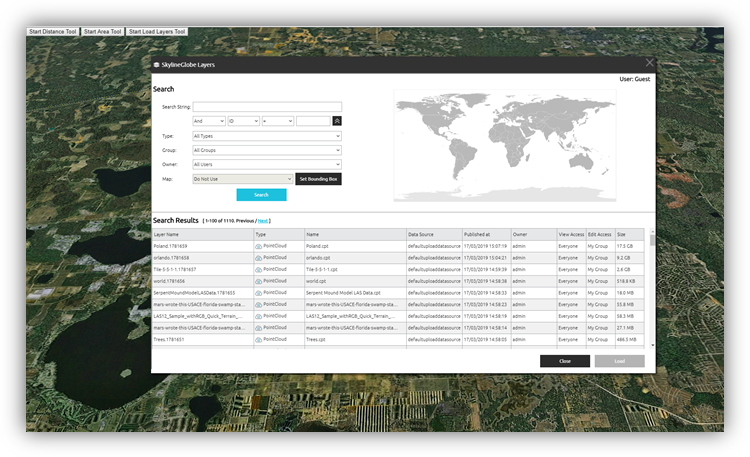 Start Distance Tool Start Area Tool Start Load Layers Tool
SkylineGlobe Layers
User: Guest
Search
Search String:
And ID =
Type: All Types
Group: All Groups
Owner: All Users
Map: Do Not Use Set Bounding Box
Search
Search Results [ 1-100 of 1110. Previous / Next ]
Layer Name Type Name Data Source Published at Owner View Access Edit Access Size
Poland.1781659 PointCloud Poland.cpt defaultuploaddatasource 17/03/2019 15:07:19 admin Everyone My Group 17.5 GB
orlando.1781658 PointCloud orlando.cpt defaultuploaddatasource 17/03/2019 15:04:21 admin Everyone My Group 9.2 GB
Tile-5-5-1-1.1781657 PointCloud Tile-5-5-1.cpt defaultuploaddatasource 17/03/2019 14:59:39 admin Everyone My Group 2.4 GB
world.1781656 PointCloud world.cpt defaultuploaddatasource 17/03/2019 14:58:36 admin Everyone My Group 518.8 KB
SerpentMoundModelLASData.1781655 PointCloud Serpent Mound Model LAS Data.cpt defaultuploaddatasource 17/03/2019 14:58:33 admin Everyone My Group 18.0 MB
mars-wrote-this-USACE-florida-swamp-sta... PointCloud mars-wrote-this-USACE-florida-swamp-sta... defaultuploaddatasource 17/03/2019 14:58:23 admin Everyone My Group 55.8 MB
LAS12_Sample_withRGB_Quick_Terrain_... PointCloud LAS12_Sample_withRGB_Quick_Terrain_... defaultuploaddatasource 17/03/2019 14:58:19 admin Everyone My Group 58.3 MB
mars-wrote-this-USACE-florida-swamp-sta... PointCloud mars-wrote-this-USACE-florida-swamp-sta... defaultuploaddatasource 17/03/2019 14:58:14 admin Everyone My Group 27.1 MB
Trees.1781651 PointCloud Trees.cpt defaultuploaddatasource 17/03/2019 14:58:05 admin Everyone My Group 486.5 MB
Close Load